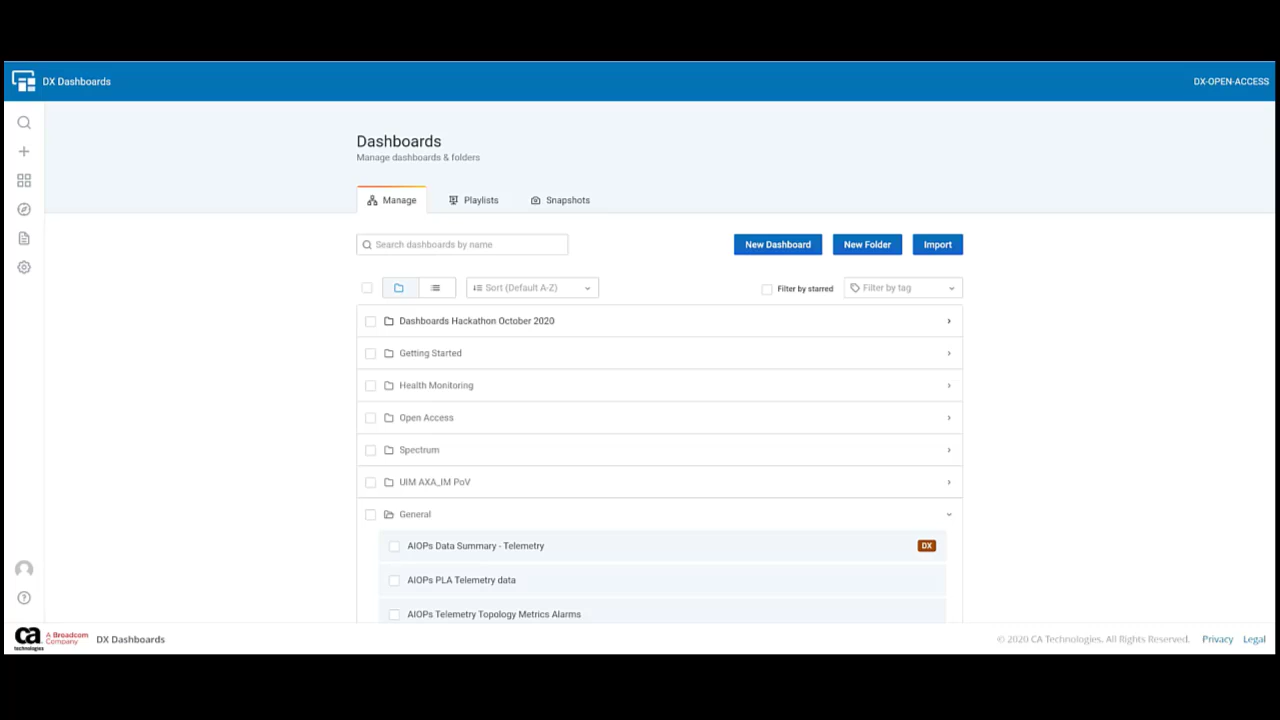 DX Dashboards
DX-OPEN-ACCESS
Dashboards
Manage dashboards & folders
Manage
Playlists
Snapshots
Search dashboards by name
New Dashboard
New Folder
Import
Sort (Default A-Z)
Filter by starred
Filter by tag
Dashboards Hackathon October 2020
Getting Started
Health Monitoring
Open Access
Spectrum
UIM AXA_IM PoV
General
AIOPs Data Summary - Telemetry
DX
AIOPs PLA Telemetry data
AIOPs Telemetry Topology Metrics Alarms
ca
technologies
A Broadcom
Company
DX Dashboards
© 2020 CA Technologies. All Rights Reserved.
Privacy
Legal